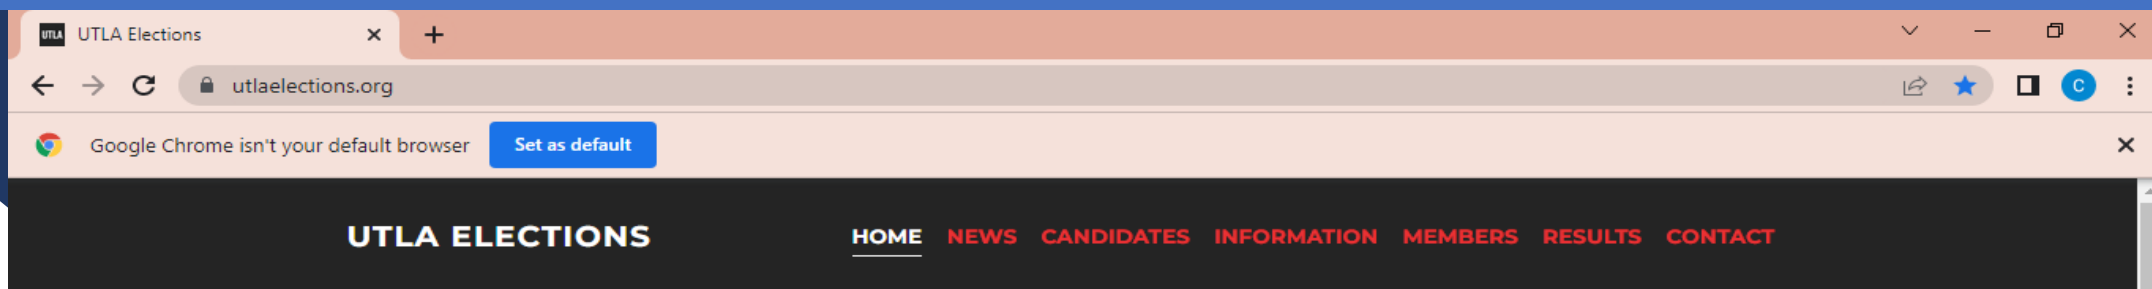 UTLA UTLA Elections
utlaelections.org C
Google Chrome isn't your default browser Set as default
UTLA ELECTIONS HOME NEWS CANDIDATES INFORMATION MEMBERS RESULTS CONTACT